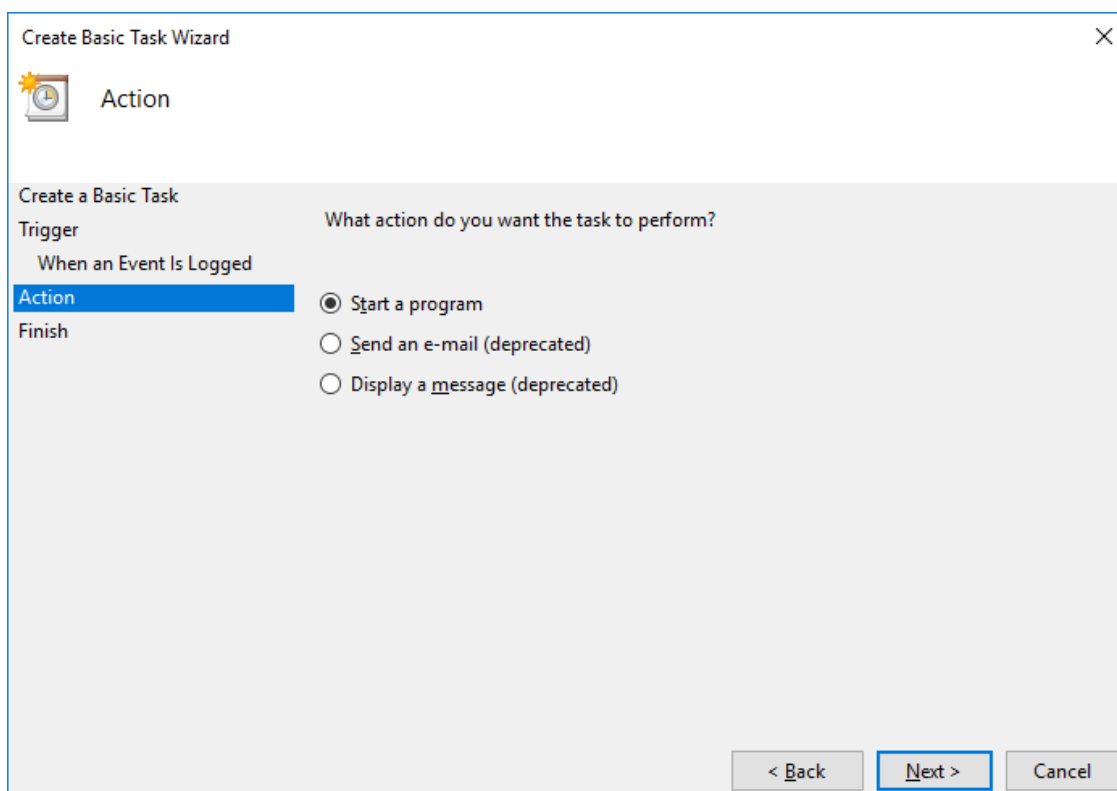 Create Basic Task Wizard
Action
Create a Basic Task
Trigger
When an Event Is Logged
Action
Finish
What action do you want the task to perform?
Start a program
Send an e-mail (deprecated)
Display a message (deprecated)
< Back
Next >
Cancel